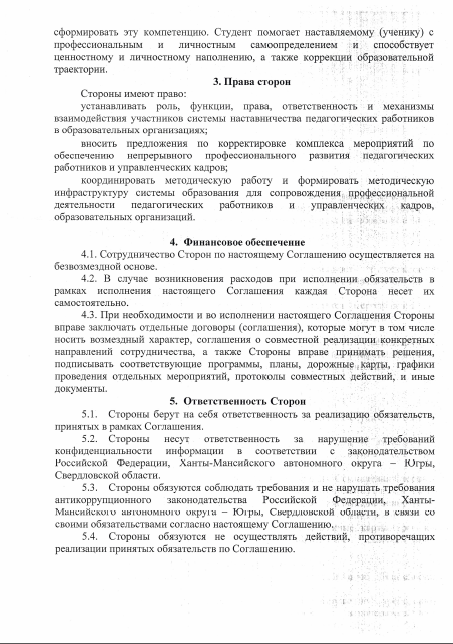 сформировать эту компетенцию. Студент помогает наставляемому (ученику) с
профессиональным и личностным самоопределением и способствует
ценностному и личностному наполнению, а также коррекции образовательной
траектории.
3. Права сторон
Стороны имеют право:
устанавливать роль, функции, права, ответственность и механизмы
взаимодействия участников системы наставничества педагогических работников
в образовательных организациях;
вносить предложения по корректировке комплекса мероприятий по
обеспечению непрерывного профессионального развития педагогических
работников и управленческих кадров;
координировать методическую работу и формировать методическую
инфраструктуру системы образования для сопровождения профессиональной
деятельности педагогических работников и управленческих кадров,
образовательных организаций.
4. Финансовое обеспечение
4.1. Сотрудничество Сторон по настоящему Соглашению осуществляется на
безвозмездной основе.
4.2. В случае возникновения расходов при исполнении обязательств в
рамках исполнения настоящего Соглашения каждая Сторона несет их
самостоятельно.
4.3. При необходимости и во исполнении настоящего Соглашения Стороны
вправе заключать отдельные договоры (соглашения), которые могут в том числе
носить возмездный характер, соглашения о совместной реализации конкретных
направлений сотрудничества, а также Стороны вправе принимать решения,
подписывать соответствующие программы, планы, дорожные карты, графики
проведения отдельных мероприятий, протоколы совместных действий, и иные
документы.
5. Ответственность Сторон
5.1. Стороны берут на себя ответственность за реализацию обязательств,
принятых в рамках Соглашения.
5.2. Стороны несут ответственность за нарушение требований
конфиденциальности информации в соответствии с законодательством
Российской Федерации, Ханты-Мансийского автономного округа – Югры,
Свердловской области.
5.3. Стороны обязуются соблюдать требования и не нарушать требования
антикоррупционного законодательства Российской Федерации, Ханты-
Мансийского автономного округа – Югры, Свердловской области, в связи со
своими обязательствами согласно настоящему Соглашению.
5.4. Стороны обязуются не осуществлять действий, противоречащих
реализации принятых обязательств по Соглашению.